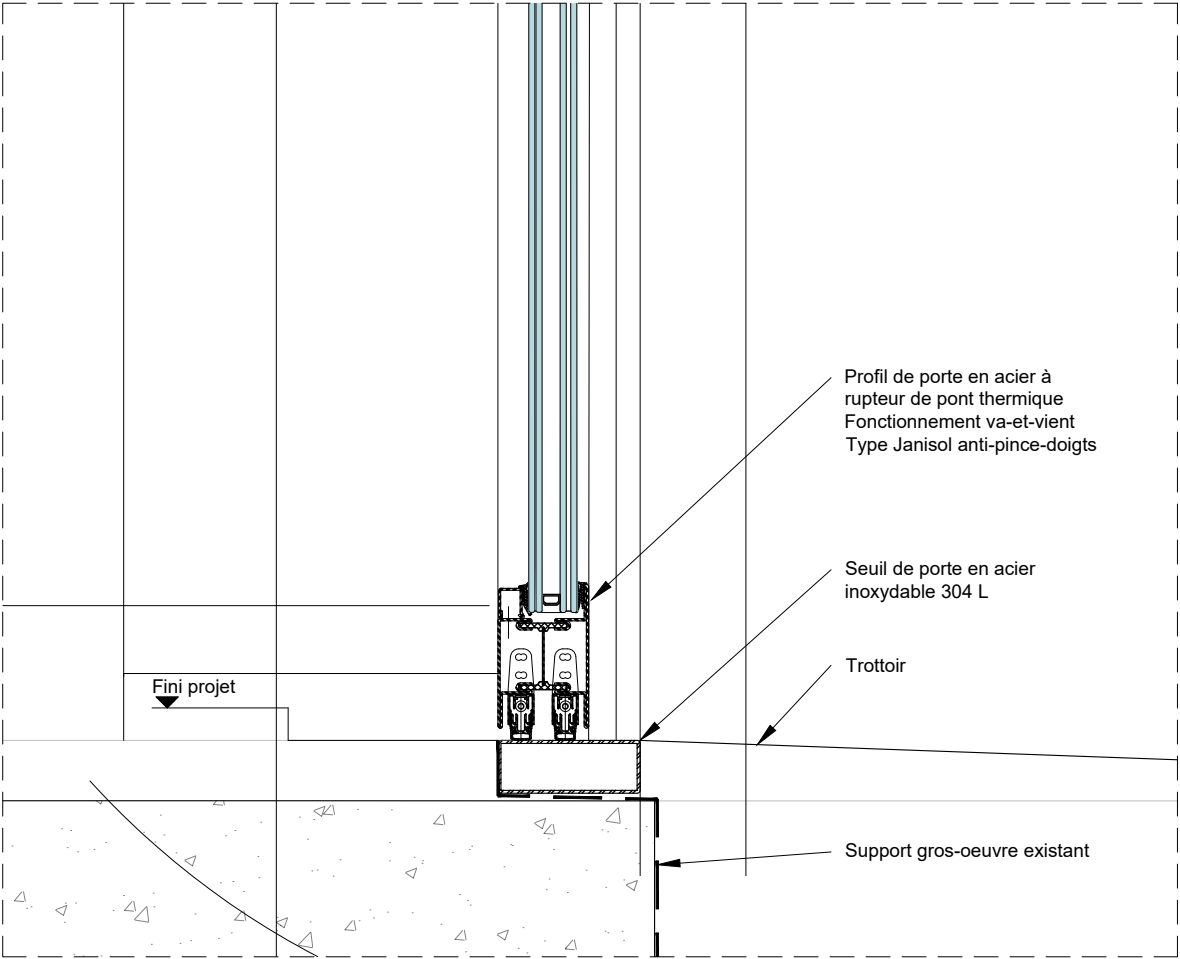 Profil de porte en acier à
rupteur de pont thermique
Fonctionnement va-et-vient
Type Janisol anti-pince-doigts
Seuil de porte en acier
inoxydable 304 L
Trottoir
Fini projet
Support gros-oeuvre existant